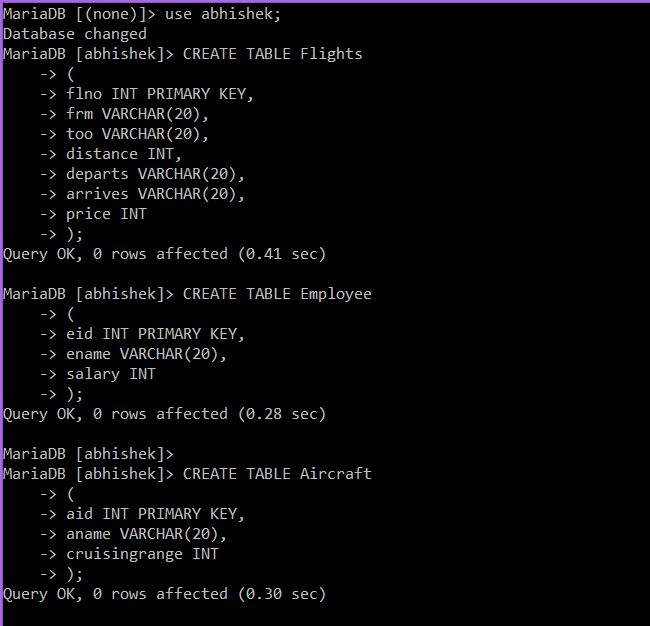 MariaDB [(none)]> use abhishek;
Database changed
MariaDB [abhishek]> CREATE TABLE Flights
    -> (
    -> flno INT PRIMARY KEY,
    -> frm VARCHAR(20),
    -> too VARCHAR(20),
    -> distance INT,
    -> departs VARCHAR(20),
    -> arrives VARCHAR(20),
    -> price INT
    -> );
Query OK, 0 rows affected (0.41 sec)

MariaDB [abhishek]> CREATE TABLE Employee
    -> (
    -> eid INT PRIMARY KEY,
    -> ename VARCHAR(20),
    -> salary INT
    -> );
Query OK, 0 rows affected (0.28 sec)

MariaDB [abhishek]>
MariaDB [abhishek]> CREATE TABLE Aircraft
    -> (
    -> aid INT PRIMARY KEY,
    -> aname VARCHAR(20),
    -> cruisingrange INT
    -> );
Query OK, 0 rows affected (0.30 sec)